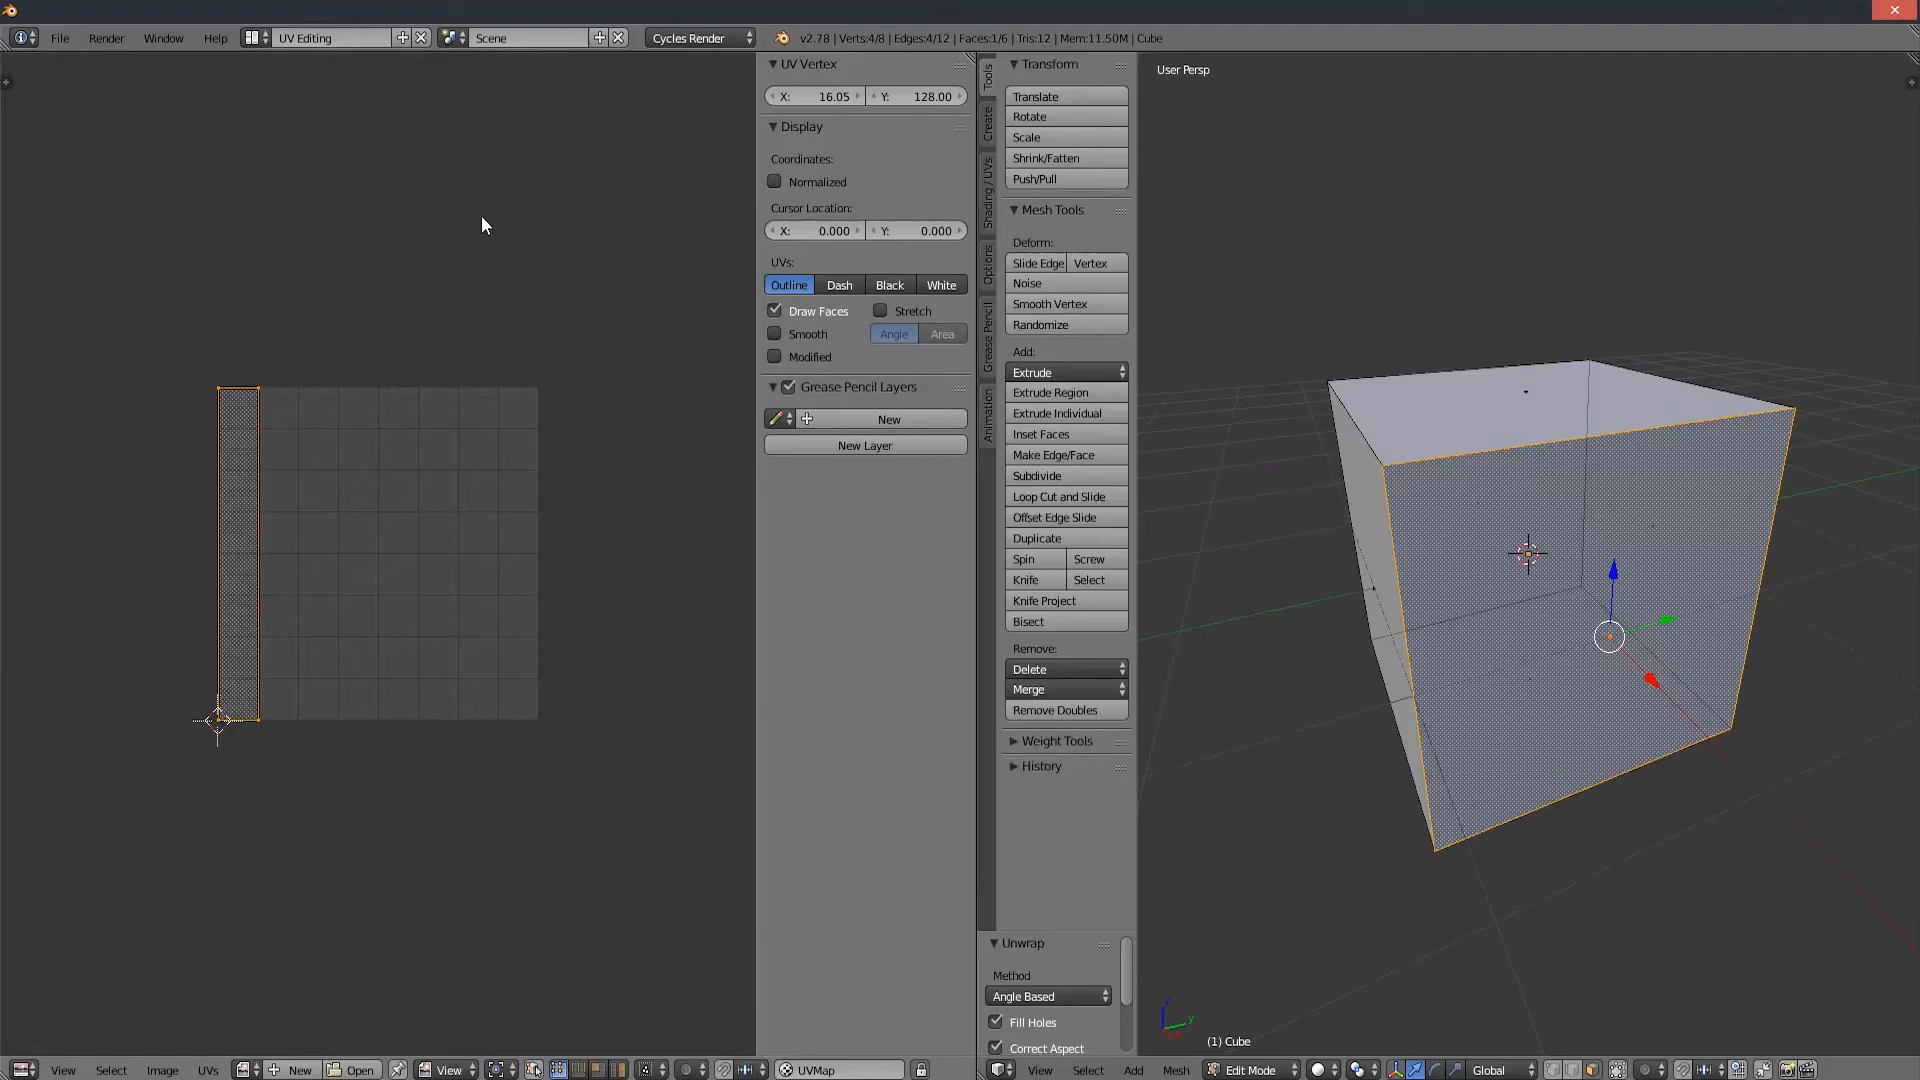 File Render Window Help UV Editing Scene Cycles Render v2.78 | Verts:4/8 | Edges:4/12 | Faces:1/6 | Tris:12 | Mem:11.50M | Cube
UV Vertex
X: 16.05 Y: 128.00
Display
Coordinates:
Normalized
Cursor Location:
X: 0.000 Y: 0.000
UVs:
Outline Dash Black White
Draw Faces Stretch
Smooth Angle Area
Modified
Grease Pencil Layers
New
New Layer
Tools
Create
Shading / UVs
Options
Grease Pencil
Animation
Transform
Translate
Rotate
Scale
Shrink/Fatten
Push/Pull
Mesh Tools
Deform:
Slide Edge Vertex
Noise
Smooth Vertex
Randomize
Add:
Extrude
Extrude Region
Extrude Individual
Inset Faces
Make Edge/Face
Subdivide
Loop Cut and Slide
Offset Edge Slide
Duplicate
Spin Screw
Knife Select
Knife Project
Bisect
Remove:
Delete
Merge
Remove Doubles
Weight Tools
History
Unwrap
Method
Angle Based
Fill Holes
Correct Aspect
User Persp
z
y
(1) Cube
View Select Image UVs New Open View UVMap
View Select Add Mesh Edit Mode Global